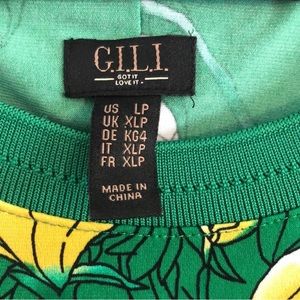 G.I.L.I.
GOT IT
LOVE IT.
US LP
UK XLP
DE KG4
IT XLP
FR XLP
MADE IN
CHINA